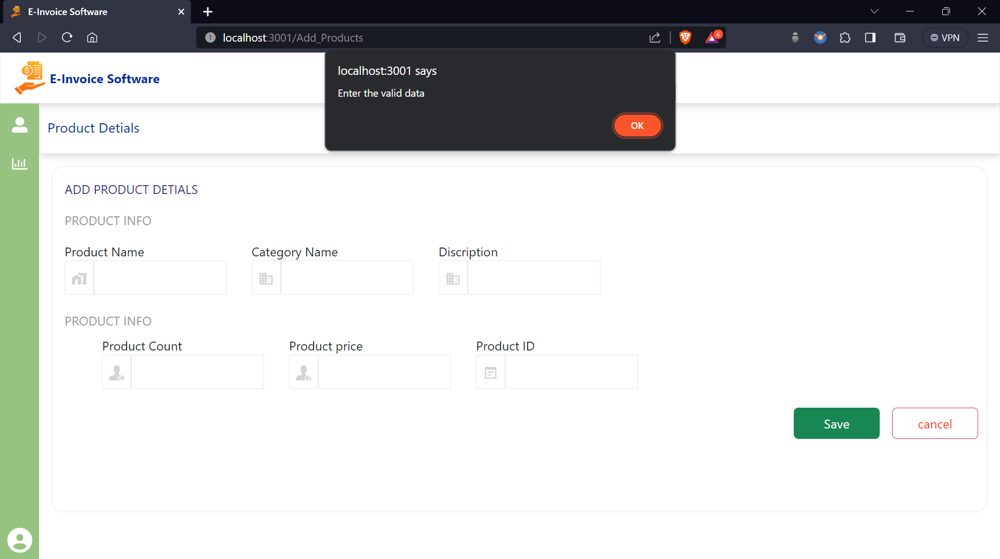 E-Invoice Software
localhost:3001/Add_Products
6
VPN
E-Invoice Software
localhost:3001 says
Enter the valid data
OK
Product Detials
ADD PRODUCT DETIALS
PRODUCT INFO
Product Name
Category Name
Discription
PRODUCT INFO
Product Count
Product price
Product ID
Save
cancel